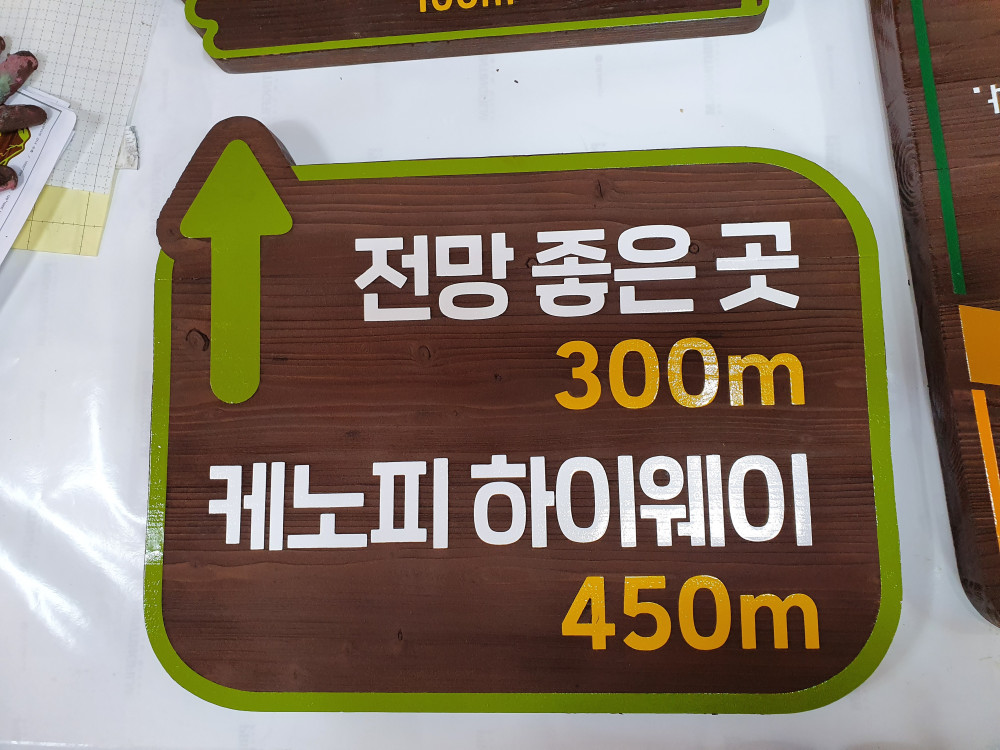 전망 좋은 곳
300m
케노피 하이웨이
450m